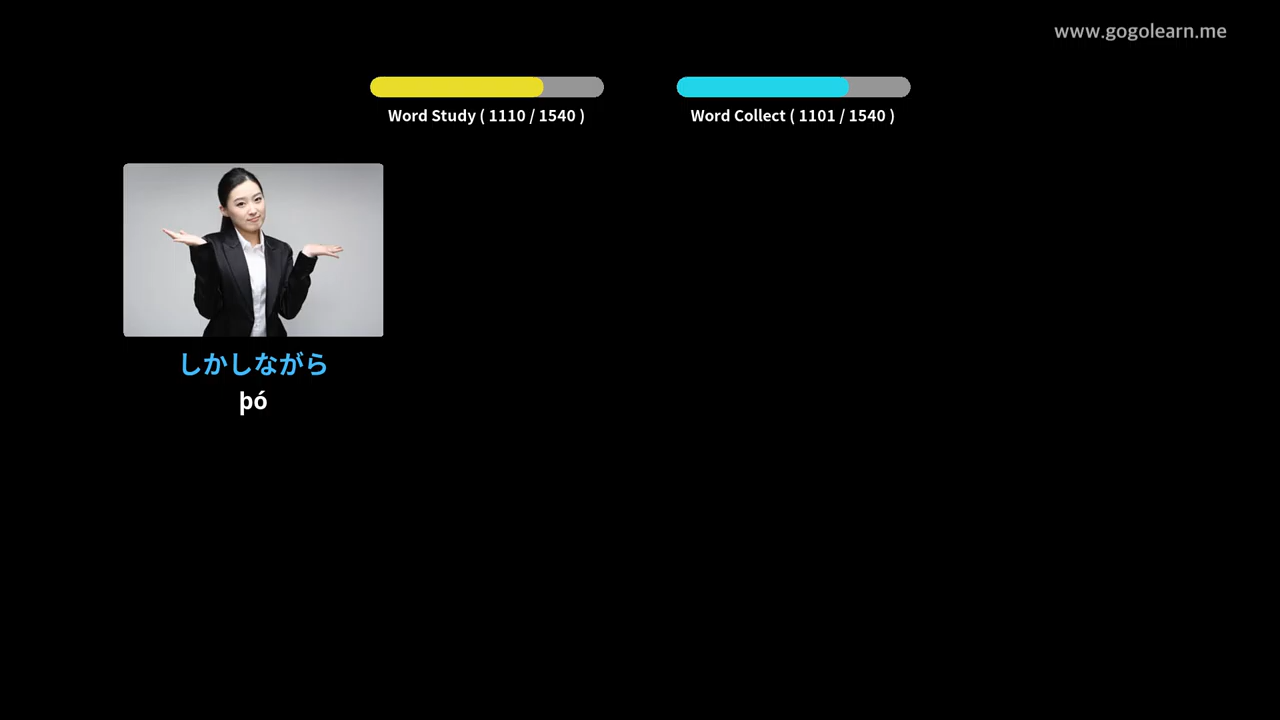 www.gogolearn.me
Word Study ( 1110 / 1540 )
Word Collect ( 1101 / 1540 )
しかしながら
þó